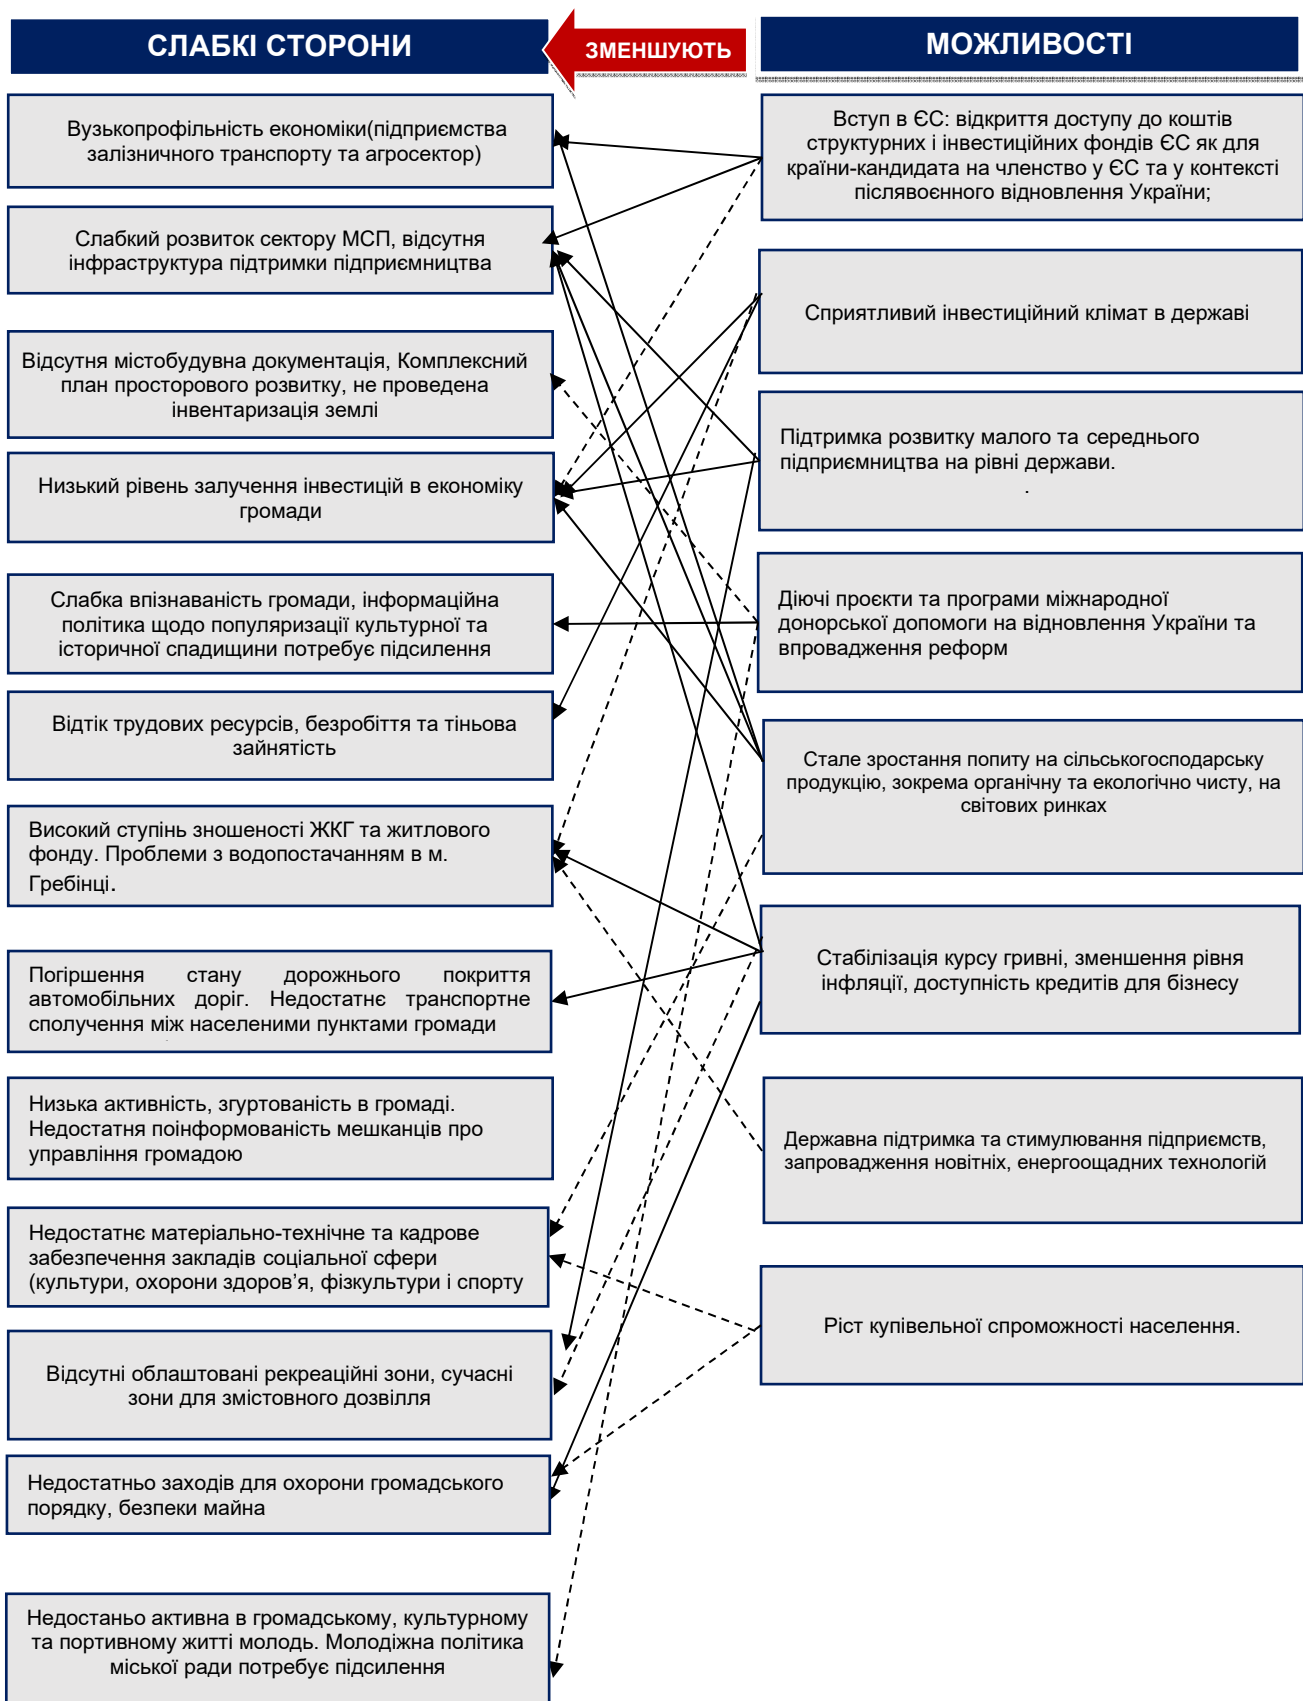 СЛАБКІ СТОРОНИ
ЗМЕНШУЮТЬ
МОЖЛИВОСТІ
Вузькопрофільність економіки(підприємства
залізничного транспорту та агросектор)
Слабкий розвиток сектору МСП, відсутня
інфраструктура підтримки підприємництва
Відсутня містобудувна документація, Комплексний
план просторового розвитку, не проведена
інвентаризація землі
Низький рівень залучення інвестицій в економіку
громади
Слабка впізнаваність громади, інформаційна
політика щодо популяризації культурної та
історичної спадищини потребує підсилення
Відтік трудових ресурсів, безробіття та тіньова
зайнятість
Високий ступінь зношеності ЖКГ та житлового
фонду. Проблеми з водопостачанням в м.
Гребінці.
Погіршення стану дорожнього покриття
автомобільних доріг. Недостатнє транспортне
сполучення між населеними пунктами громади
Низька активність, згуртованість в громаді.
Недостатня поінформованість мешканців про
управління громадою
Недостатнє матеріально-технічне та кадрове
забезпечення закладів соціальної сфери
(культури, охорони здоров’я, фізкультури і спорту
Відсутні облаштовані рекреаційні зони, сучасні
зони для змістовного дозвілля
Недостатньо заходів для охорони громадського
порядку, безпеки майна
Недостаньо активна в громадському, культурному
та портивному житті молодь. Молодіжна політика
міської ради потребує підсилення
Вступ в ЄС: відкриття доступу до коштів
структурних і інвестиційних фондів ЄС як для
країни-кандидата на членство у ЄС та у контексті
післявоєнного відновлення України;
Сприятливий інвестиційний клімат в державі
Підтримка розвитку малого та середнього
підприємництва на рівні держави.
.
Діючі проєкти та програми міжнародної
донорської допомоги на відновлення України та
впровадження реформ
Стале зростання попиту на сільськогосподарську
продукцію, зокрема органічну та екологічно чисту, на
світових ринках
Стабілізація курсу гривні, зменшення рівня
інфляції, доступність кредитів для бізнесу
Державна підтримка та стимулювання підприємств,
запровадження новітніх, енергоощадних технологій
Ріст купівельної спроможності населення.